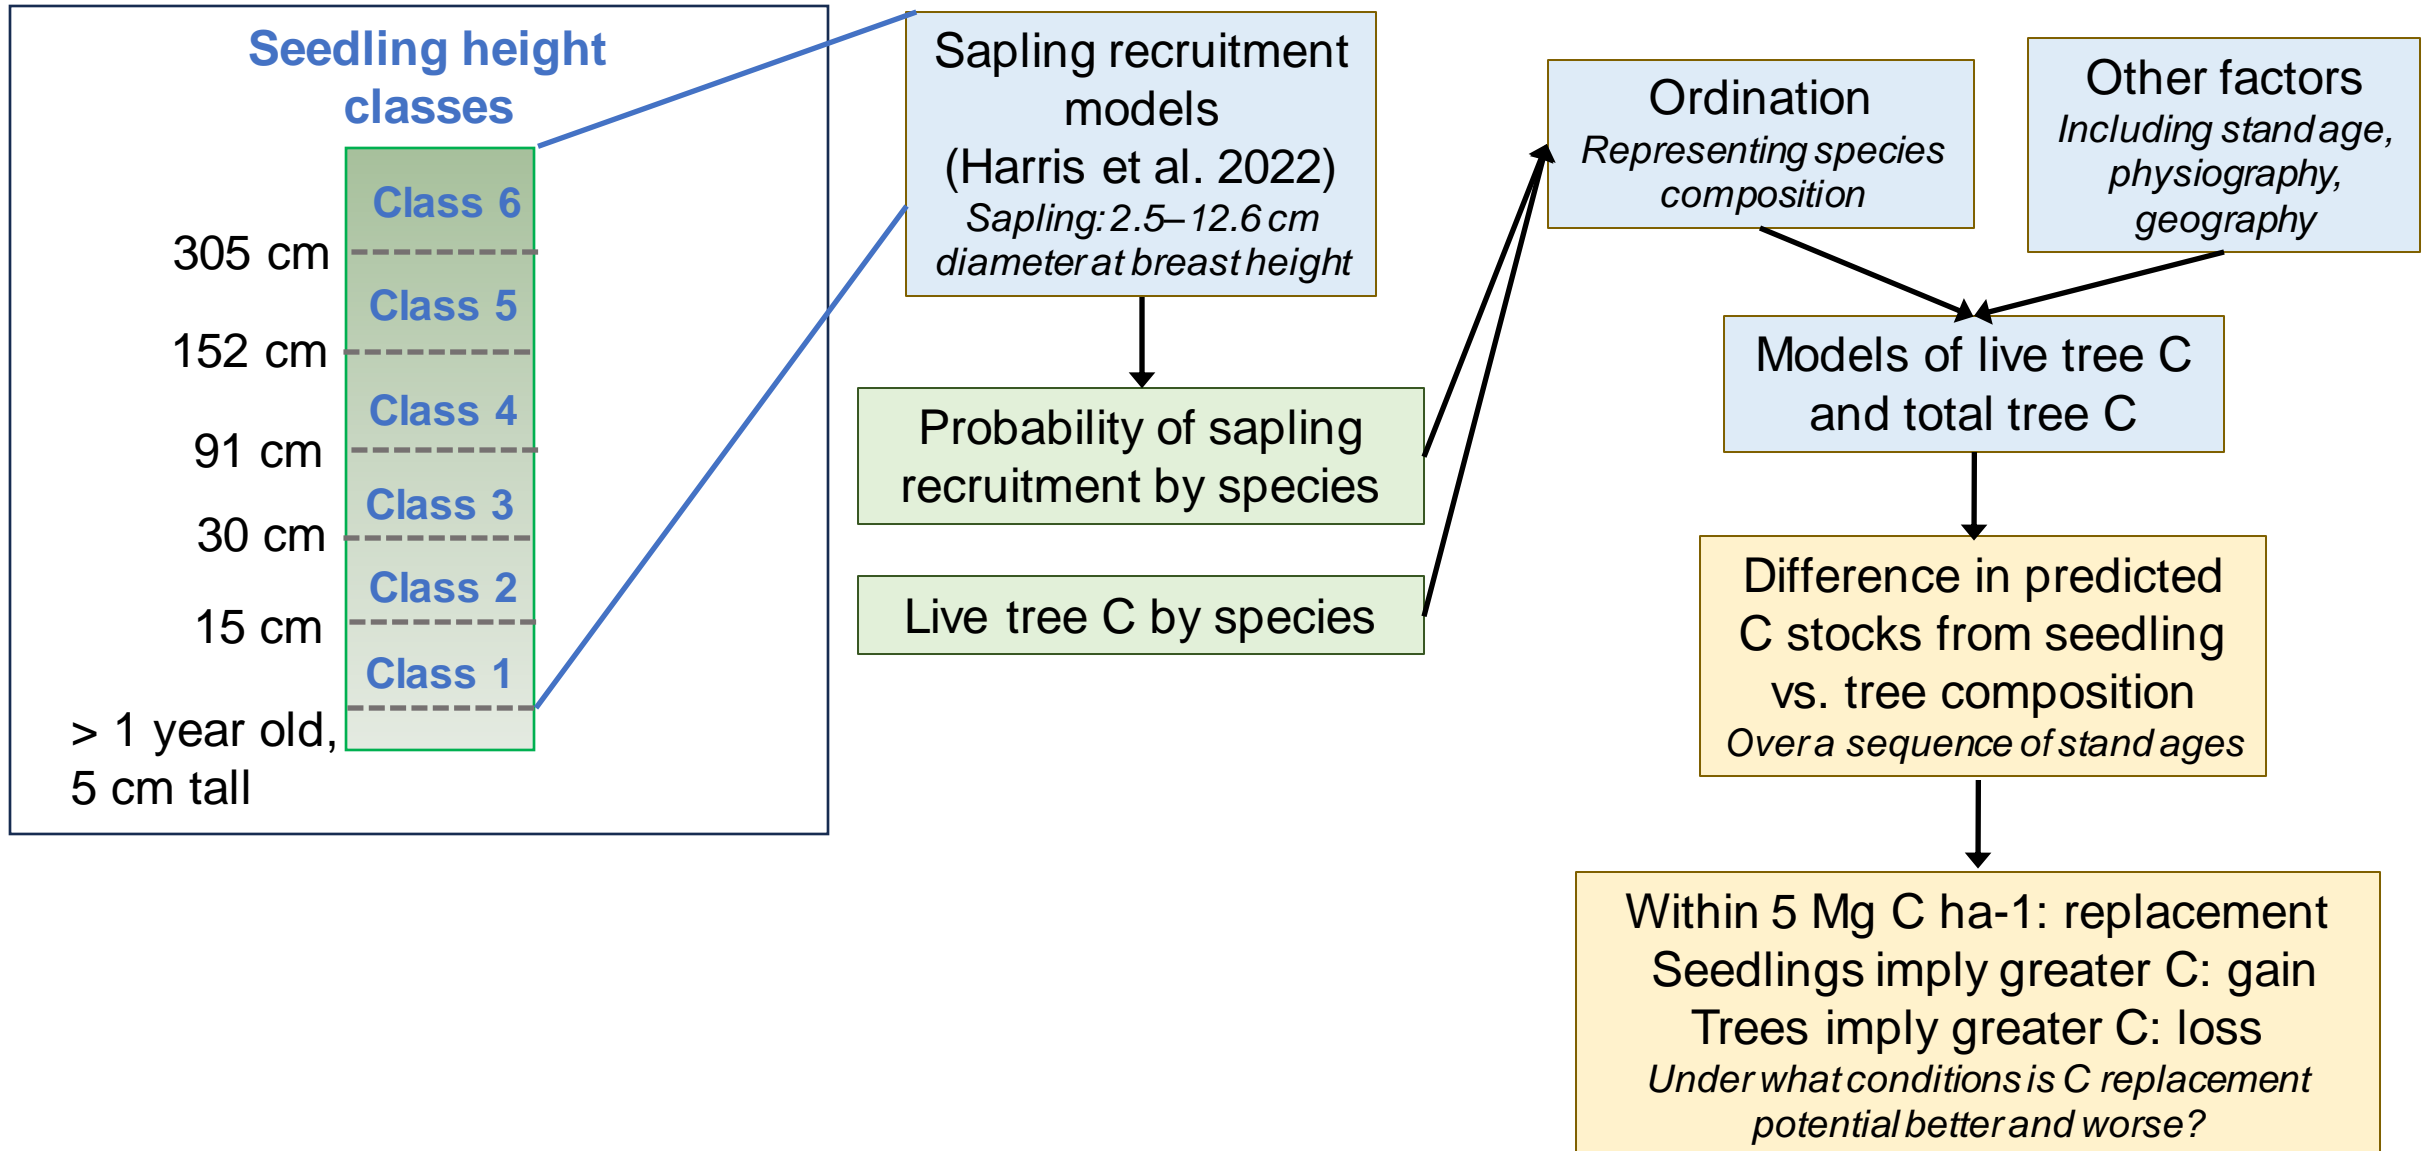 Seedling height
classes
Class 6
305 cm
Class 5
152 cm
Class 4
91 cm
Class 3
30 cm
Class 2
15 cm
Class 1
> 1 year old,
5 cm tall
Sapling recruitment
models
(Harris et al. 2022)
Sapling: 2.5–12.6 cm
diameter at breast height
Probability of sapling
recruitment by species
Live tree C by species
Ordination
Representing species
composition
Other factors
Including stand age,
physiography,
geography
Models of live tree C
and total tree C
Difference in predicted
C stocks from seedling
vs. tree composition
Over a sequence of stand ages
Within 5 Mg C ha-1: replacement
Seedlings imply greater C: gain
Trees imply greater C: loss
Under what conditions is C replacement
potential better and worse?